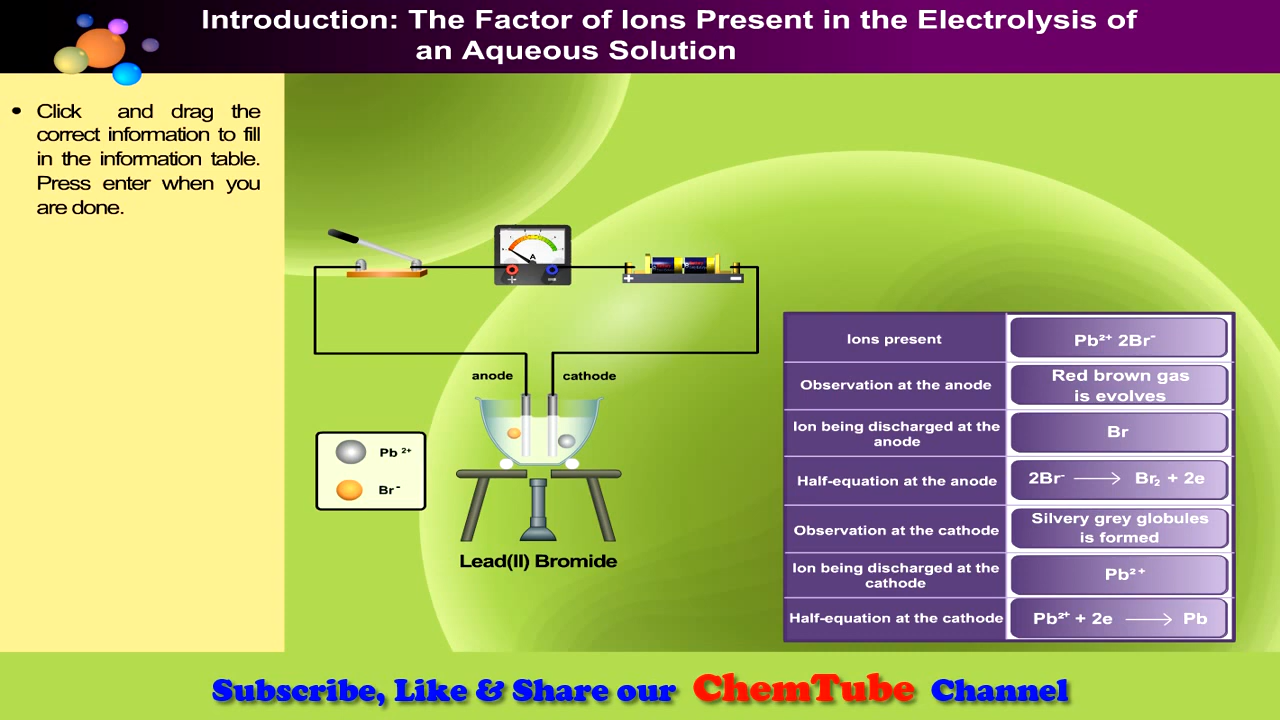 Introduction: The Factor of Ions Present in the Electrolysis of
an Aqueous Solution
• Click and drag the
correct information to fill
in the information table.
Press enter when you
are done.
A
+
+ −
anode
cathode
Pb ²⁺
Br⁻
Lead(II) Bromide
Ions present
Pb²⁺ 2Br⁻
Observation at the anode
Red brown gas
is evolves
Ion being discharged at the
anode
Br
Half-equation at the anode
2Br⁻ ⟶ Br₂ + 2e
Observation at the cathode
Silvery grey globules
is formed
Ion being discharged at the
cathode
Pb²⁺
Half-equation at the cathode
Pb²⁺ + 2e ⟶ Pb
Subscribe, Like & Share our ChemTube Channel